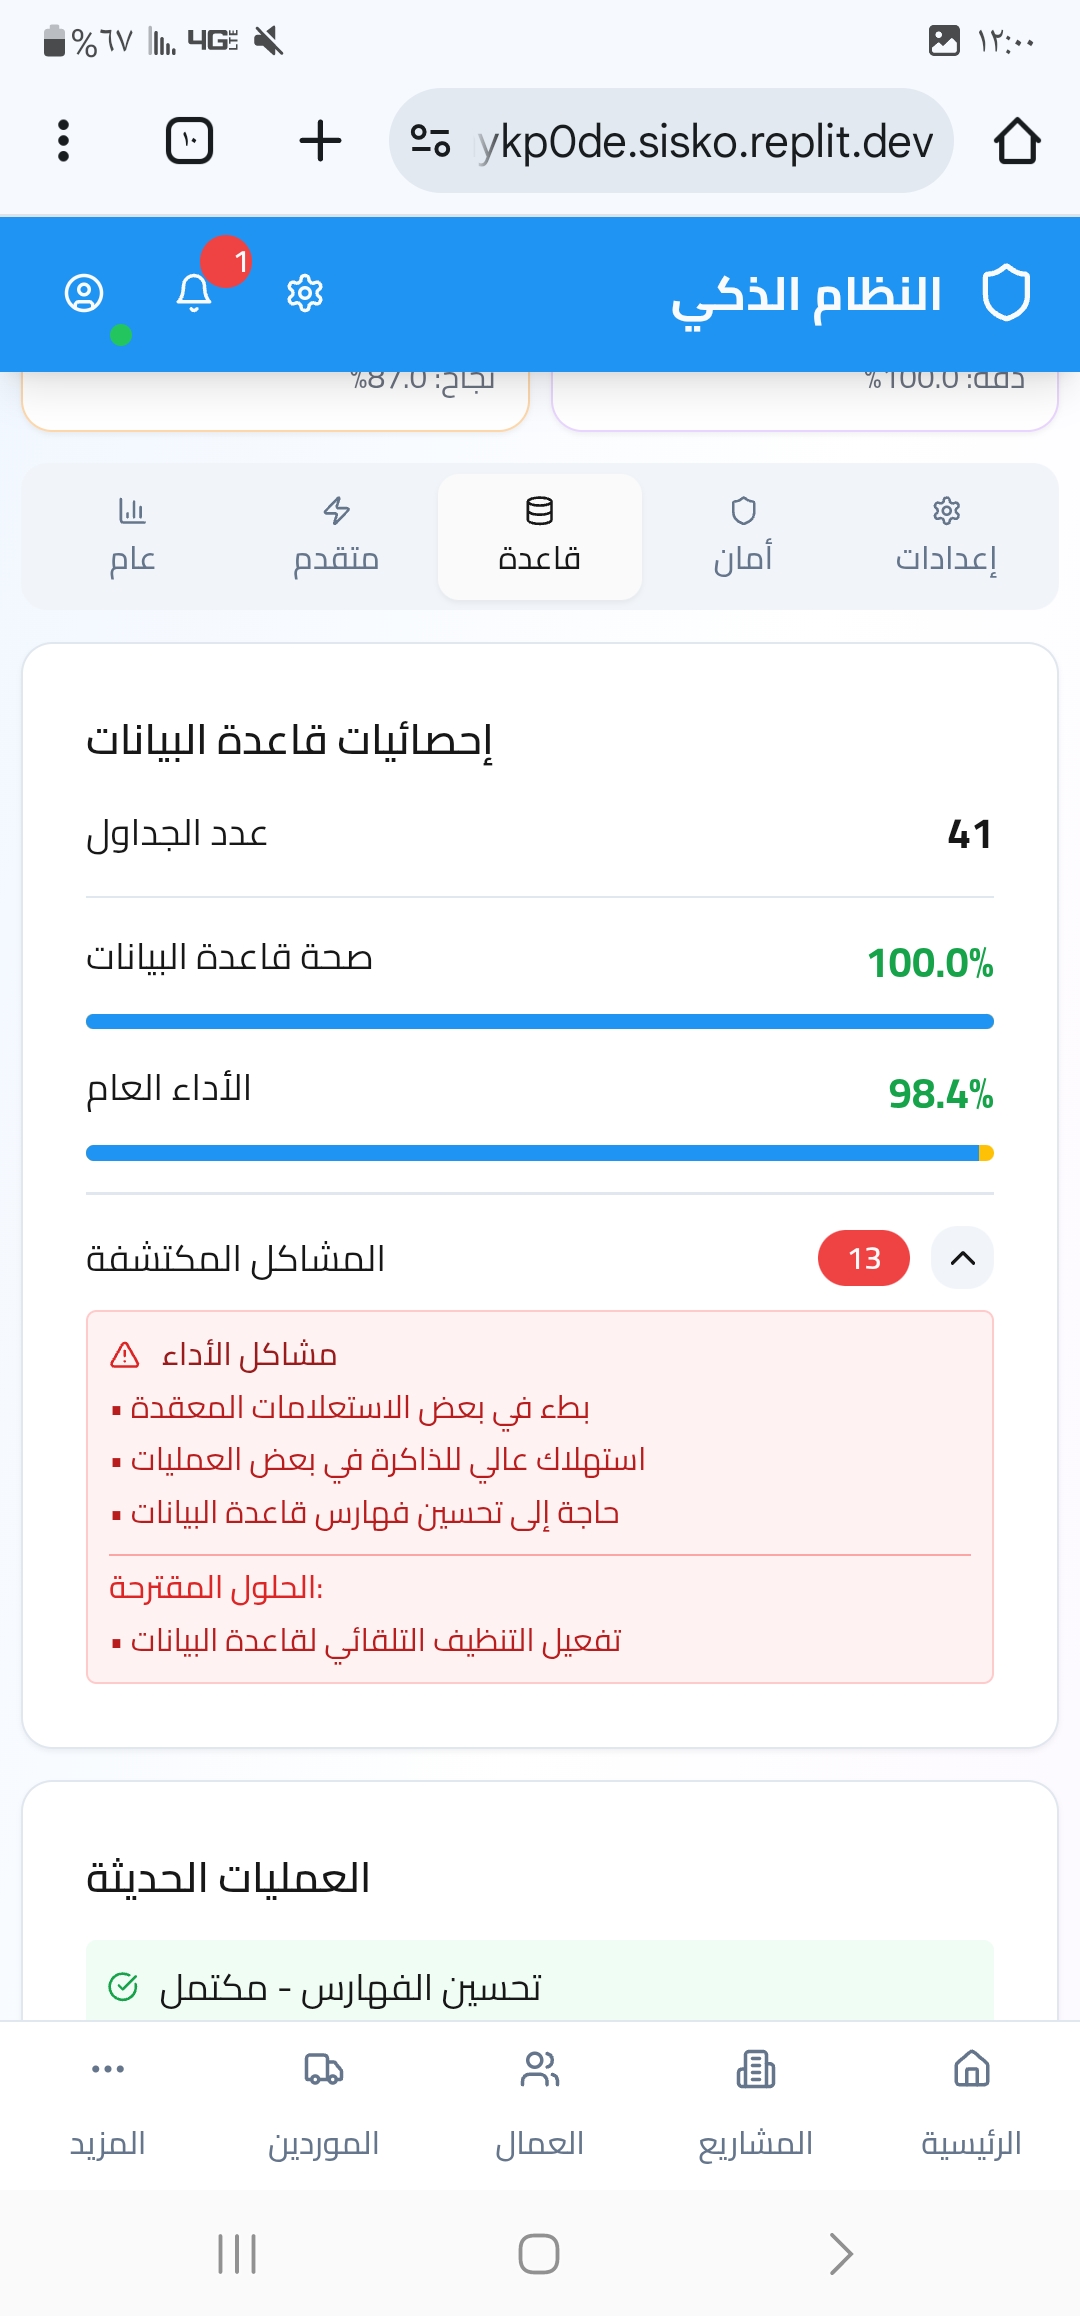 ١٢:٠٠
%٦٧
4G LTE
ykp0de.sisko.replit.dev
١٠
النظام الذكي
1
دقة: 100.0%
نجاح: 87.0%
إعدادات
أمان
قاعدة
متقدم
عام
إحصائيات قاعدة البيانات
عدد الجداول
41
صحة قاعدة البيانات
100.0%
الأداء العام
98.4%
المشاكل المكتشفة
13
مشاكل الأداء
▪ بطء في بعض الاستعلامات المعقدة
▪ استهلاك عالي للذاكرة في بعض العمليات
▪ حاجة إلى تحسين فهارس قاعدة البيانات
الحلول المقترحة:
▪ تفعيل التنظيف التلقائي لقاعدة البيانات
العمليات الحديثة
تحسين الفهارس - مكتمل
الرئيسية
المشاريع
العمال
الموردين
المزيد